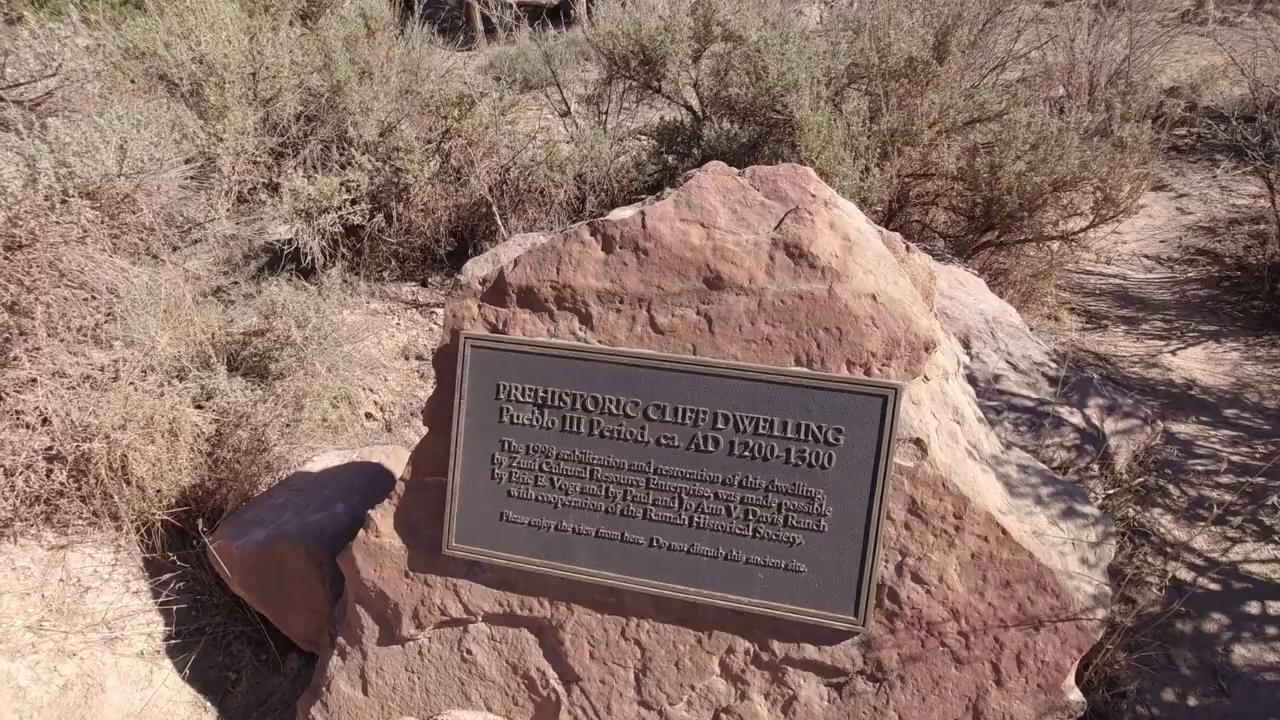 PREHISTORIC CLIFF DWELLING
Pueblo III Period, ca. AD 1200-1300
The 1998 stabilization and restoration of this dwelling,
by Zuni Cultural Resource Enterprise, was made possible
by Eric E. Voge and by Paul and Jo Ann V. Davis Ranch
with cooperation of the Ramah Historical Society.
Please enjoy the view from here. Do not disturb this ancient site.